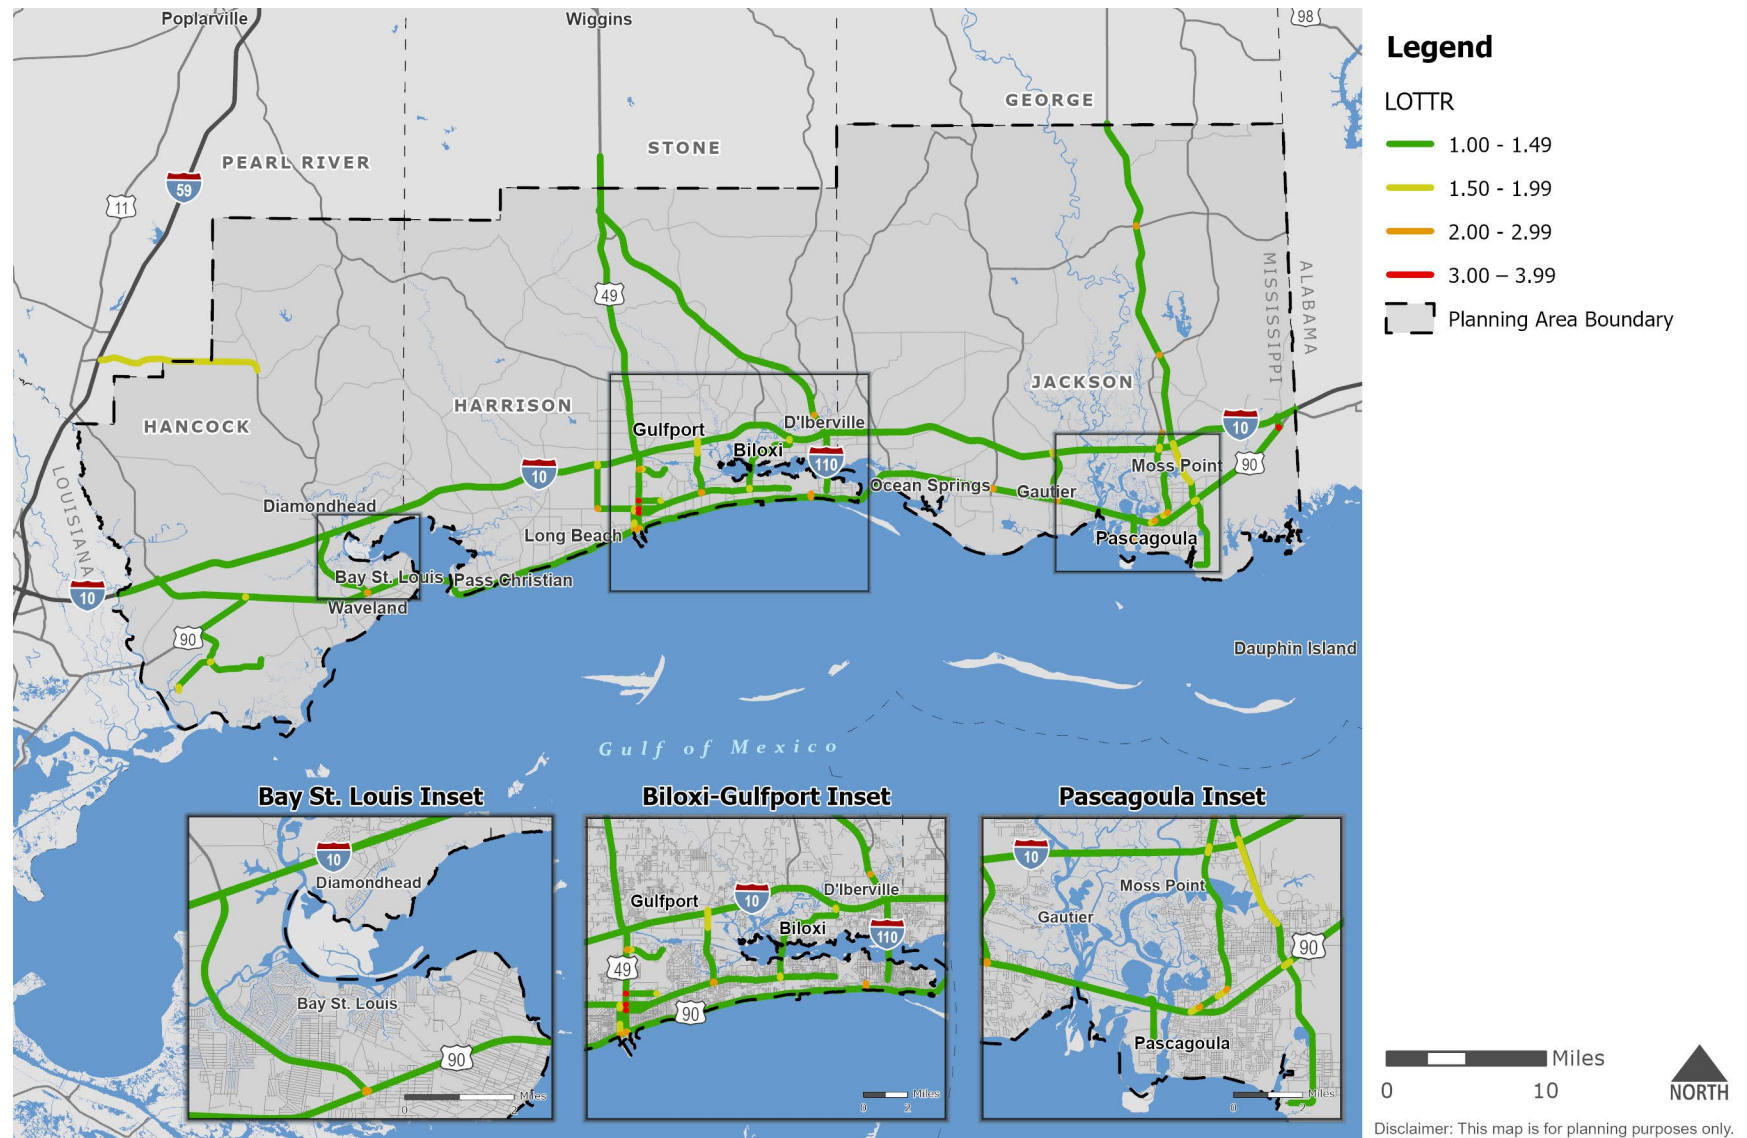 Poplarville
Wiggins
98
Legend
LOTTR
1.00 - 1.49
1.50 - 1.99
2.00 - 2.99
3.00 – 3.99
Planning Area Boundary
GEORGE
STONE
PEARL RIVER
59
11
49
MISSISSIPPI
ALABAMA
JACKSON
HARRISON
HANCOCK
Gulfport
D'Iberville
Biloxi
10
110
10
90
Moss Point
Ocean Springs
Gautier
LOUISIANA
Diamondhead
Long Beach
Pascagoula
Bay St. Louis
Pass Christian
10
Waveland
90
Dauphin Island
Gulf of Mexico
Bay St. Louis Inset
10
Diamondhead
Bay St. Louis
90
Miles
0 2
Biloxi-Gulfport Inset
D'Iberville
Gulfport
10
Biloxi
110
49
90
Miles
0 2
Pascagoula Inset
10
Moss Point
Gautier
90
Pascagoula
Miles
0
Miles
0 10
NORTH
Disclaimer: This map is for planning purposes only.